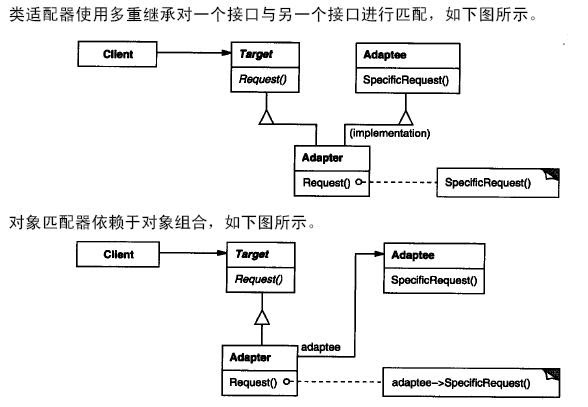 类适配器使用多重继承对一个接口与另一个接口进行匹配，如下图所示。
Client
Target
Request()
Adaptee
SpecificRequest()
(implementation)
Adapter
Request()
SpecificRequest()
对象匹配器依赖于对象组合，如下图所示。
Client
Target
Request()
Adaptee
SpecificRequest()
adaptee
Adapter
Request()
adaptee->SpecificRequest()